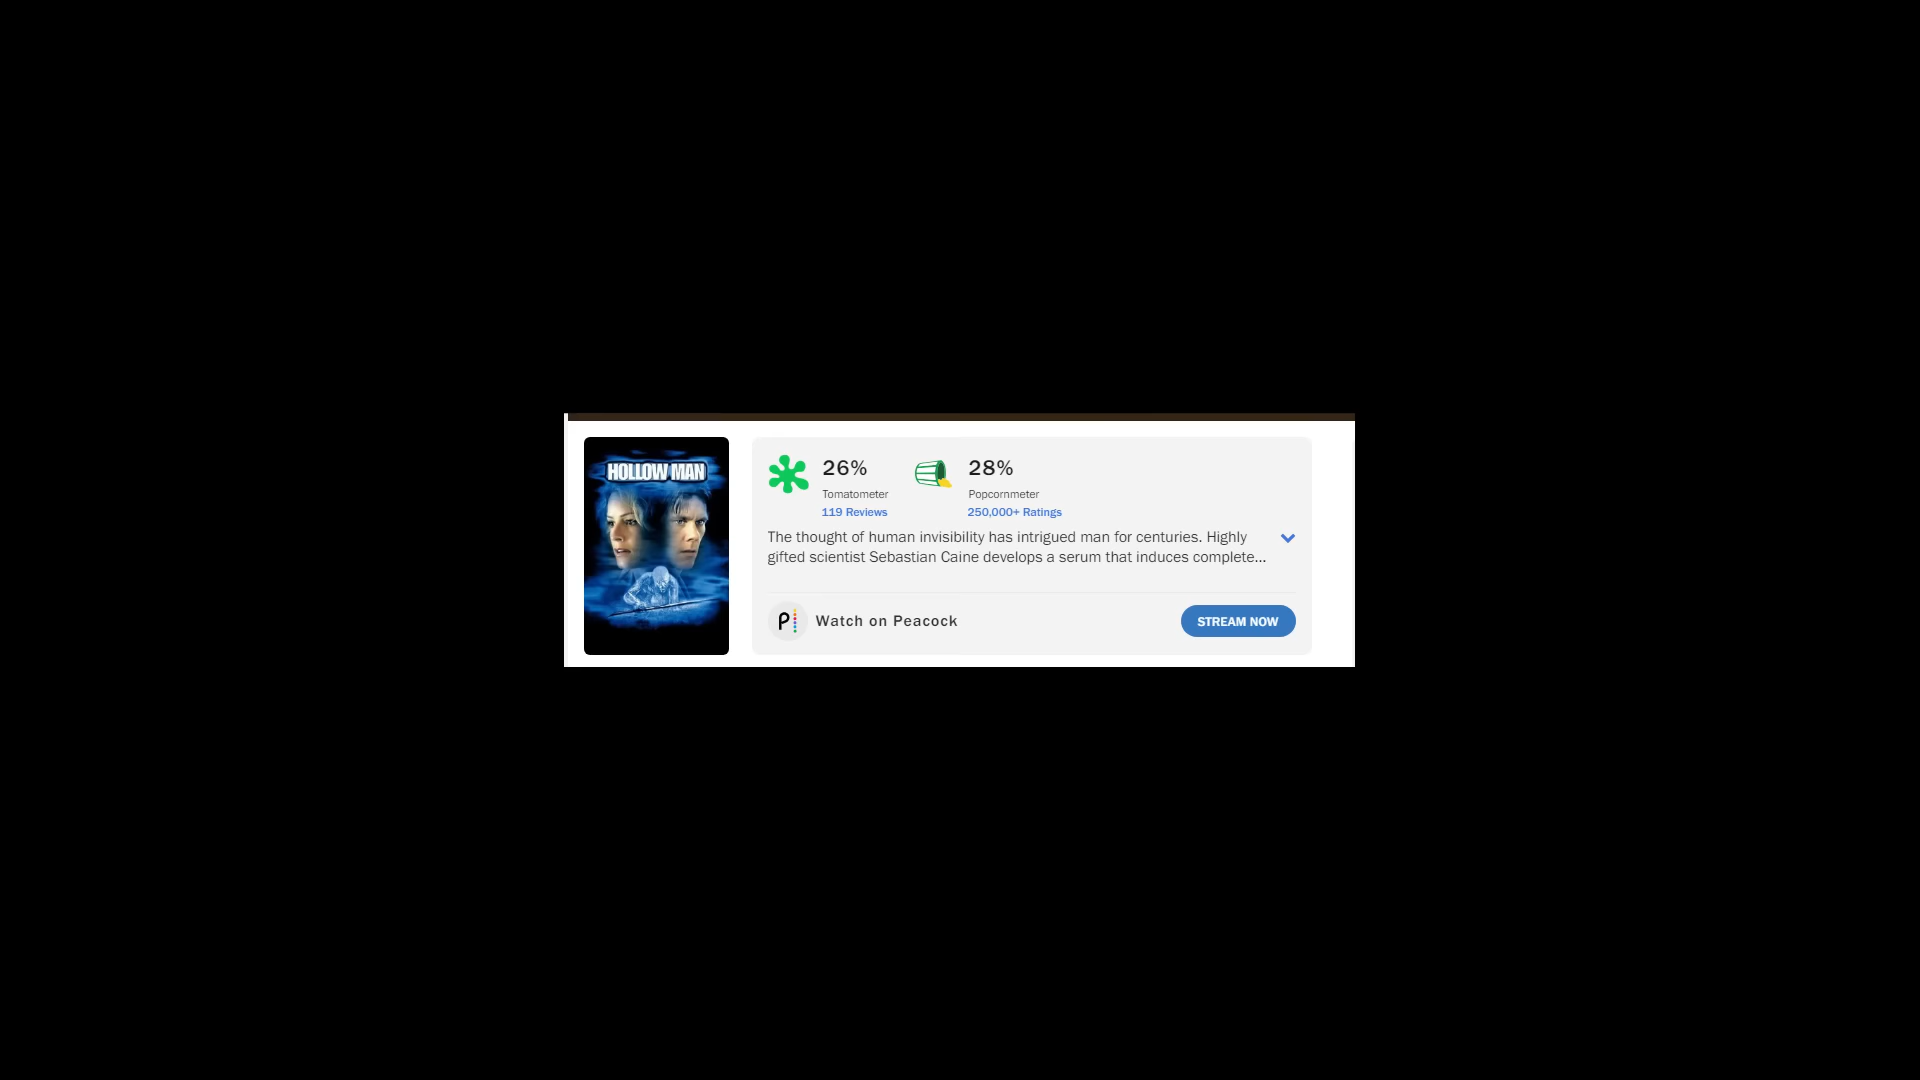 HOLLOW MAN
26%
Tomatometer
119 Reviews
28%
Popcornmeter
250,000+ Ratings
The thought of human invisibility has intrigued man for centuries. Highly
gifted scientist Sebastian Caine develops a serum that induces complete...
Watch on Peacock
STREAM NOW